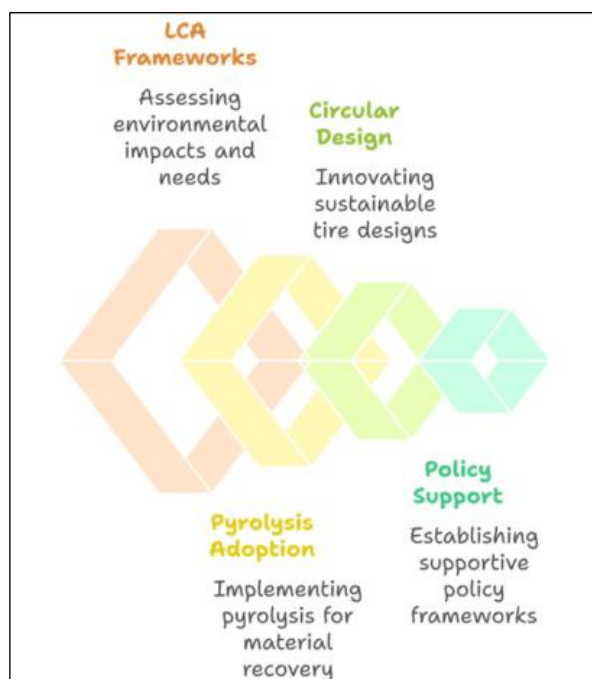 LCA
Frameworks
Assessing
environmental
impacts and
needs
Circular
Design
Innovating
sustainable
tire designs
Pyrolysis
Adoption
Implementing
pyrolysis for
material
recovery
Policy
Support
Establishing
supportive
policy
frameworks